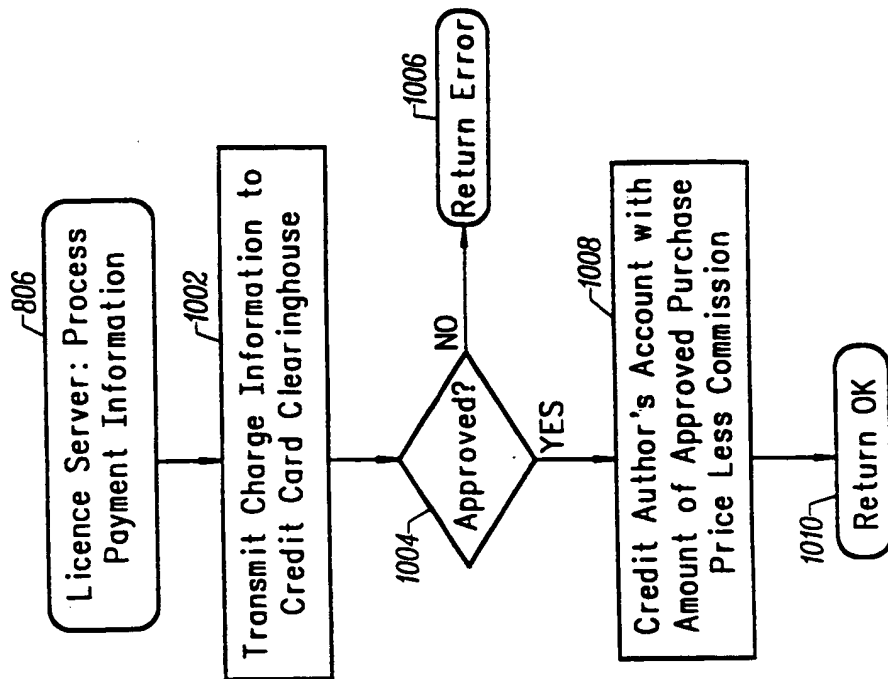 806
Licence Server: Process
Payment Information
1002
Transmit Charge Information to
Credit Card Clearinghouse
1004
Approved?
NO
1006
Return Error
YES
1008
Credit Author's Account with
Amount of Approved Purchase
Price Less Commission
1010
Return OK